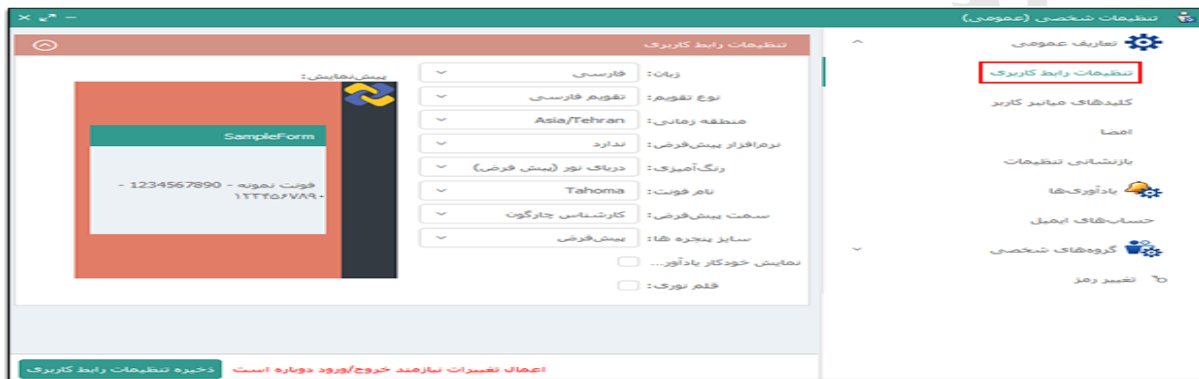 تنظیمات شخصی (عمومی)
تعاریف عمومی
تنظیمات رابط کاربری
کلیدهای میانبر کاربر
امضا
بازنشانی تنظیمات
یادآوری‌ها
حساب‌های ایمیل
گروه‌های شخصی
تغییر رمز
تنظیمات رابط کاربری
زبان: فارسی
نوع تقویم: تقویم فارسی
منطقه زمانی: Asia/Tehran
نرم‌افزار پیش‌فرض: ندارد
رنگ‌آمیزی: دریای نور (پیش فرض)
نام فونت: Tahoma
سمت پیش‌فرض: کارشناس چارگون
سایز پنجره ها: پیش‌فرض
نمایش خودکار یادآور...
قلم نوری:
پیش‌نمایش:
SampleForm
فونت نمونه - 1234567890 -
۱۲۳۴۵۶۷۸۹۰
اعمال تغییرات نیازمند خروج/ورود دوباره است
ذخیره تنظیمات رابط کاربری